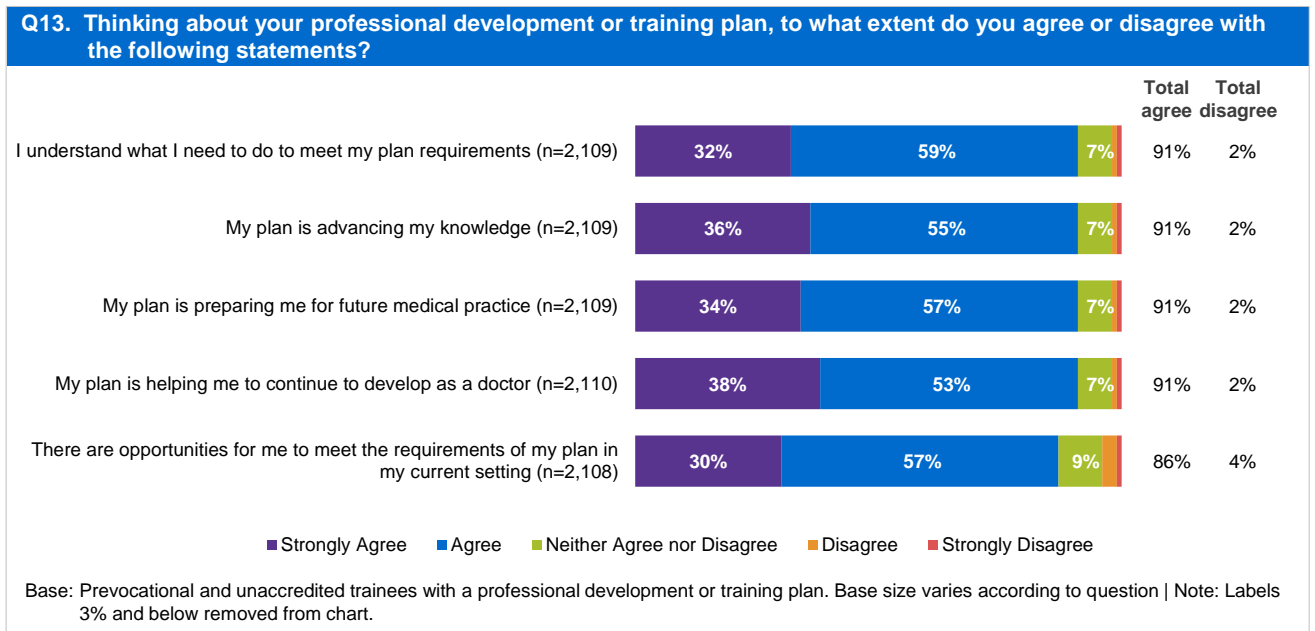 Q13. Thinking about your professional development or training plan, to what extent do you agree or disagree with
the following statements?
Total Total
agree disagree
I understand what I need to do to meet my plan requirements (n=2,109) 32% 59% 7% 91% 2%
My plan is advancing my knowledge (n=2,109) 36% 55% 7% 91% 2%
My plan is preparing me for future medical practice (n=2,109) 34% 57% 7% 91% 2%
My plan is helping me to continue to develop as a doctor (n=2,110) 38% 53% 7% 91% 2%
There are opportunities for me to meet the requirements of my plan in
my current setting (n=2,108) 30% 57% 9% 86% 4%
Strongly Agree Agree Neither Agree nor Disagree Disagree Strongly Disagree
Base: Prevocational and unaccredited trainees with a professional development or training plan. Base size varies according to question | Note: Labels
3% and below removed from chart.